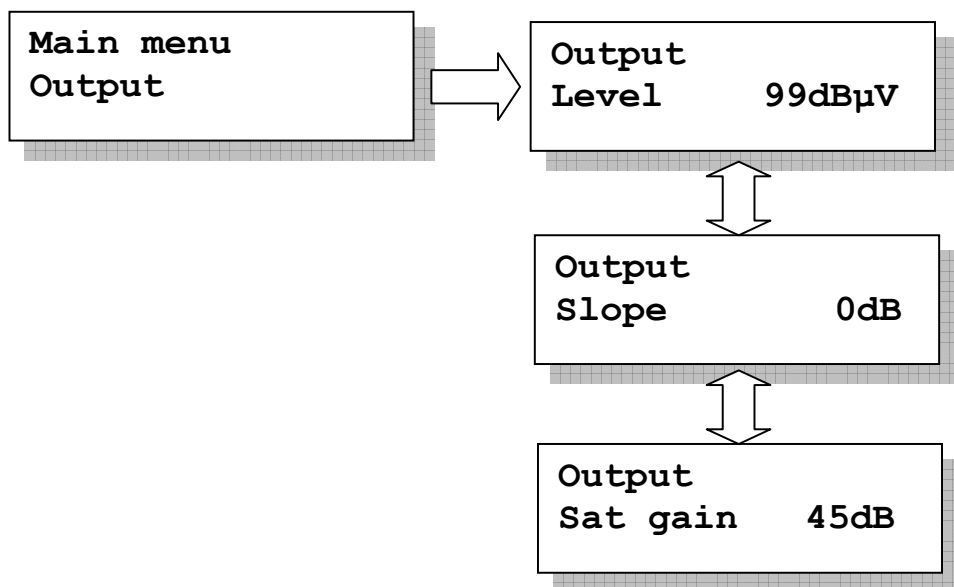 Main menu
Output
Output
Level 99dBµV
Output
Slope 0dB
Output
Sat gain 45dB